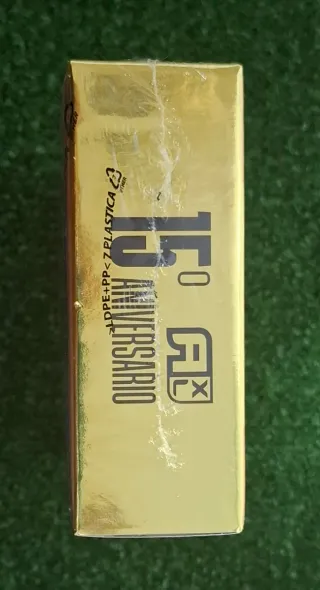 >LDPE+PP< 7 PLASTICA
15º
ANIVERSARIO